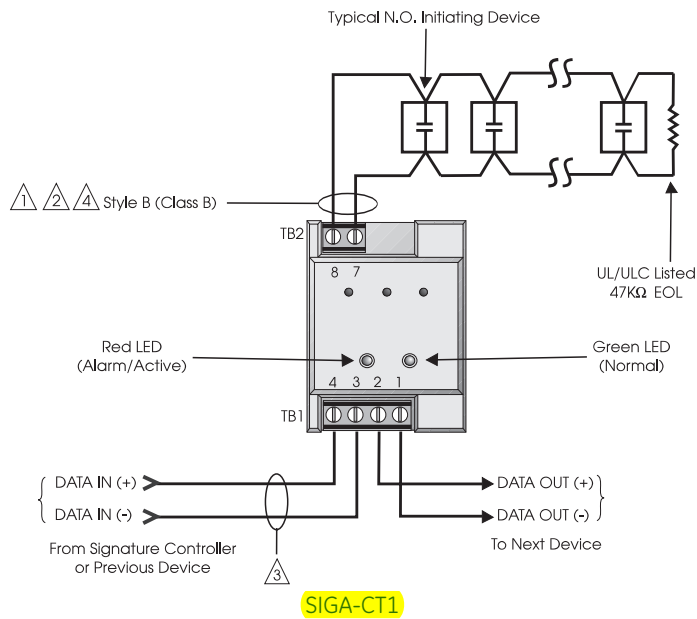 Typical N.O. Initiating Device
1 2 4 Style B (Class B)
TB2
8 7
UL/ULC Listed
47KΩ EOL
Red LED
(Alarm/Active)
Green LED
(Normal)
4 3 2 1
TB1
DATA IN (+)
DATA IN (-)
DATA OUT (+)
DATA OUT (-)
From Signature Controller
or Previous Device
3
To Next Device
SIGA-CT1